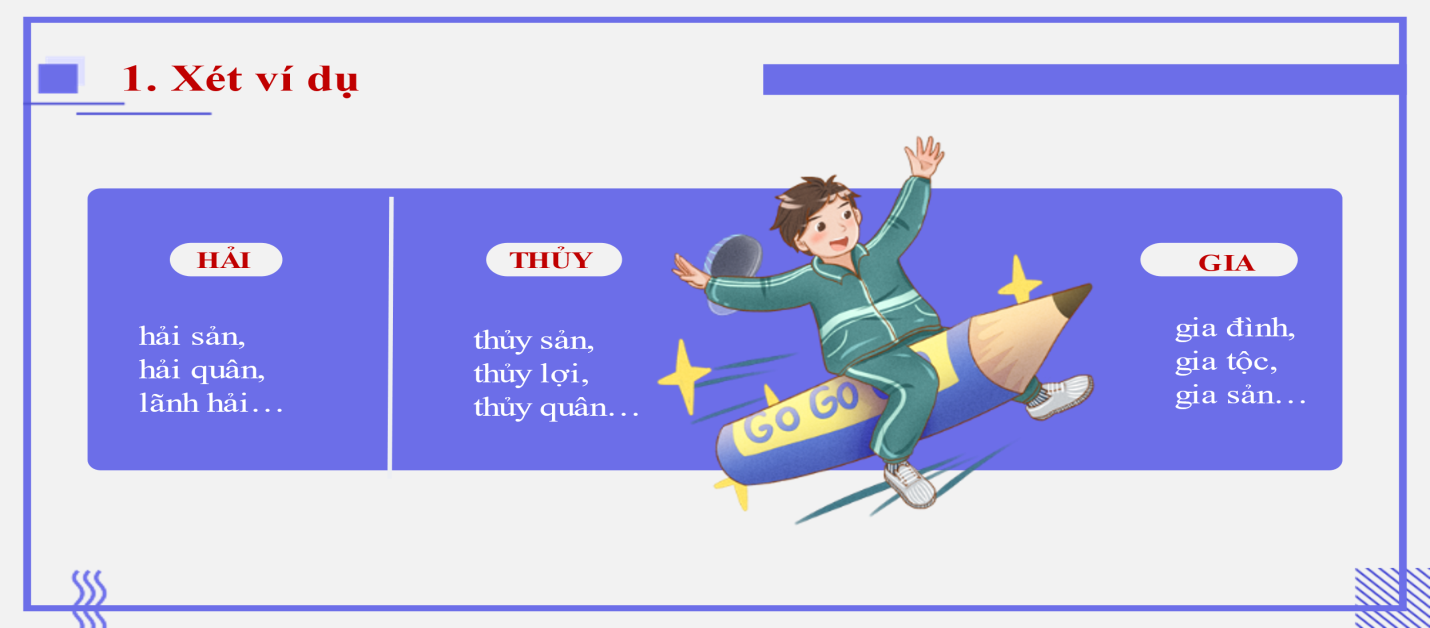 1. Xét ví dụ
HẢI
hải sản,
hải quân,
lãnh hải…
THỦY
thủy sản,
thủy lợi,
thủy quân…
GO GO
GIA
gia đình,
gia tộc,
gia sản…